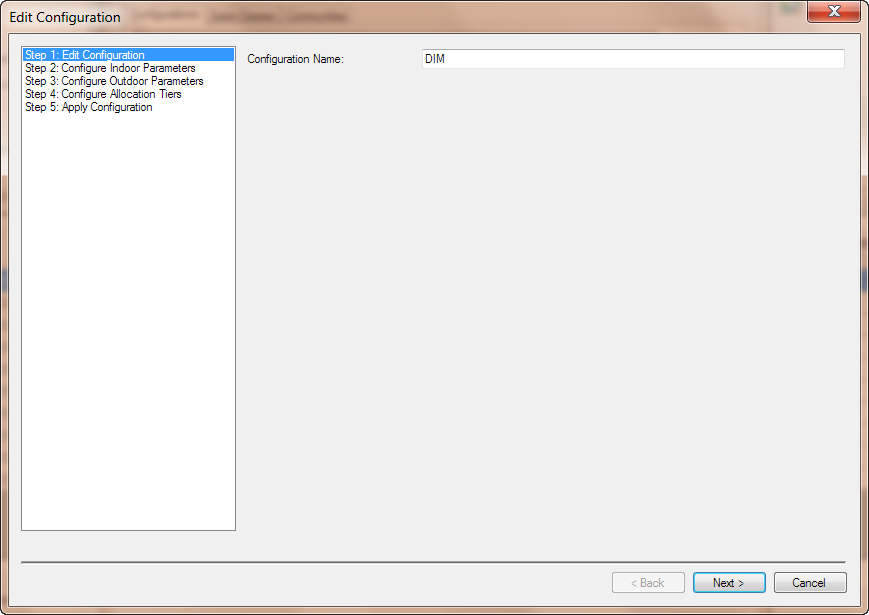 Edit Configuration
Step 1: Edit Configuration
Step 2: Configure Indoor Parameters
Step 3: Configure Outdoor Parameters
Step 4: Configure Allocation Tiers
Step 5: Apply Configuration
Configuration Name:
DIM
< Back
Next >
Cancel